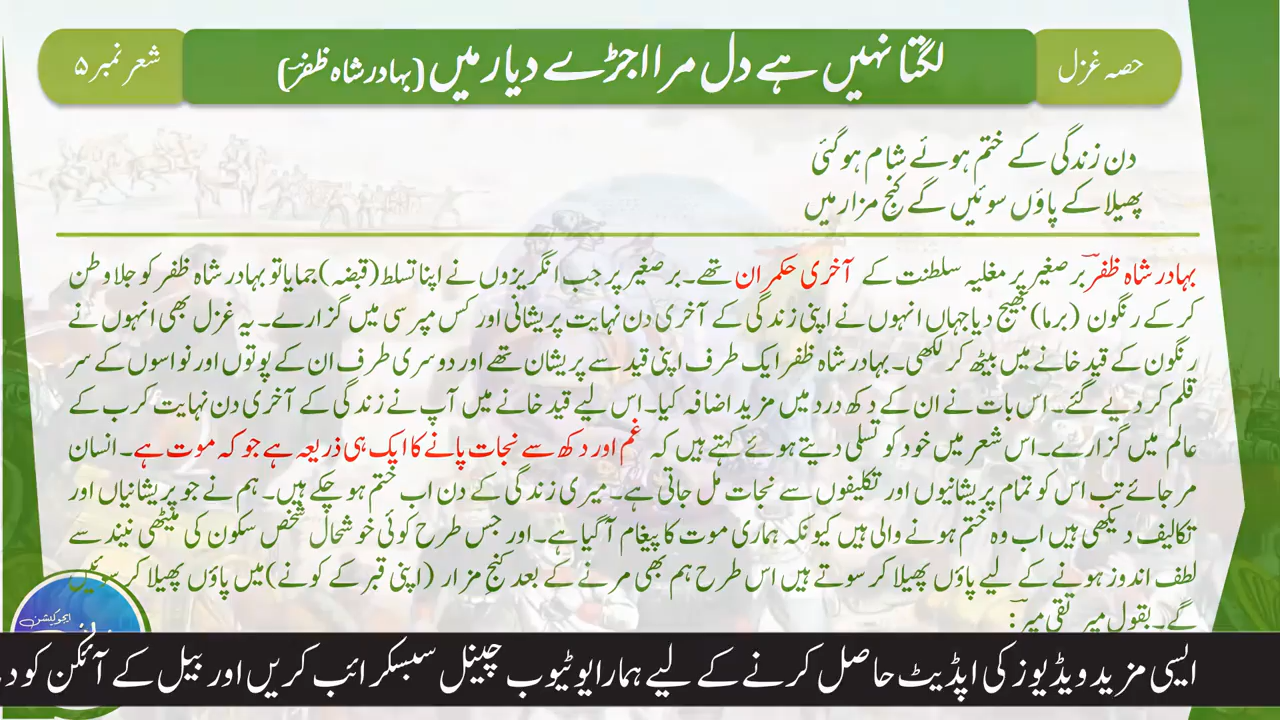 حصہ غزل
لگتا نہیں ہے دل مرا اجڑے دیار میں (بہادر شاہ ظفر)
شعر نمبر ۵
دن زندگی کے ختم ہوئے شام ہوگئی
پھیلا کے پاؤں سوئیں گے کنج مزار میں
بہادر شاہ ظفر برصغیر پر مغلیہ سلطنت کے آخری حکمران تھے۔ برصغیر پر جب انگریزوں نے اپنا تسلط (قبضہ) جمایا تو بہادر شاہ ظفر کو جلاوطن
کر کے رنگون (برما) بھیج دیا جہاں انہوں نے اپنی زندگی کے آخری دن نہایت پریشانی اور کس مپرسی میں گزارے۔ یہ غزل بھی انہوں نے
رنگون کے قید خانے میں بیٹھ کر لکھی۔ بہادر شاہ ظفر ایک طرف اپنی قید سے پریشان تھے اور دوسری طرف ان کے پوتوں اور نواسوں کے سر
قلم کر دیے گئے۔ اس بات نے ان کے دکھ درد میں مزید اضافہ کیا۔ اس لیے قید خانے میں آپ نے زندگی کے آخری دن نہایت کرب کے
عالم میں گزارے۔ اس شعر میں خود کو تسلی دیتے ہوئے کہتے ہیں کہ غم اور دکھ سے نجات پانے کا ایک ہی ذریعہ ہے جو کہ موت ہے۔ انسان
مر جائے تب اس کو تمام پریشانیوں اور تکلیفوں سے نجات مل جاتی ہے۔ میری زندگی کے دن اب ختم ہو چکے ہیں۔ ہم نے جو پریشانیاں اور
تکالیف دیکھی ہیں اب وہ ختم ہونے والی ہیں کیونکہ ہماری موت کا پیغام آگیا ہے۔ اور جس طرح کوئی خوشحال شخص سکون کی میٹھی نیند سے
لطف اندوز ہونے کے لیے پاؤں پھیلا کر سوتے ہیں اس طرح ہم بھی مرنے کے بعد کنجِ مزار (اپنی قبر کے کونے) میں پاؤں پھیلا کر سوئیں
گے۔ بقول میر تقی میر:
ایجوکیشن
ایسی مزید ویڈیوز کی اپڈیٹ حاصل کرنے کے لیے ہمارا یوٹیوب چینل سبسکرائب کریں اور بیل کے آئکن کو